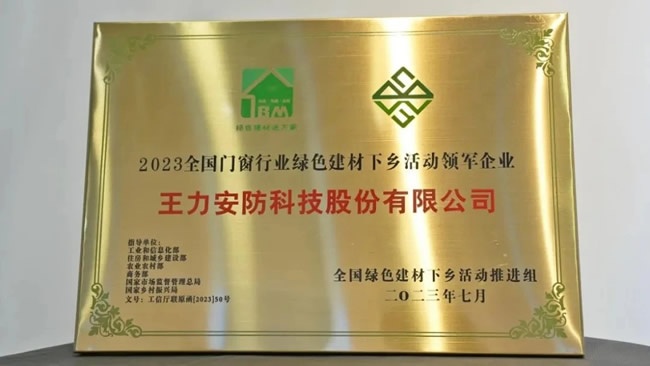 BM
绿色建材进万家
2023全国门窗行业绿色建材下乡活动领军企业
王力安防科技股份有限公司
指导单位:
工业和信息化部
住房和城乡建设部
农业农村部
商务部
国家市场监督管理总局
国家乡村振兴局
文号:工信厅联原函[2023]50号
全国绿色建材下乡活动推进组
二〇二三年七月